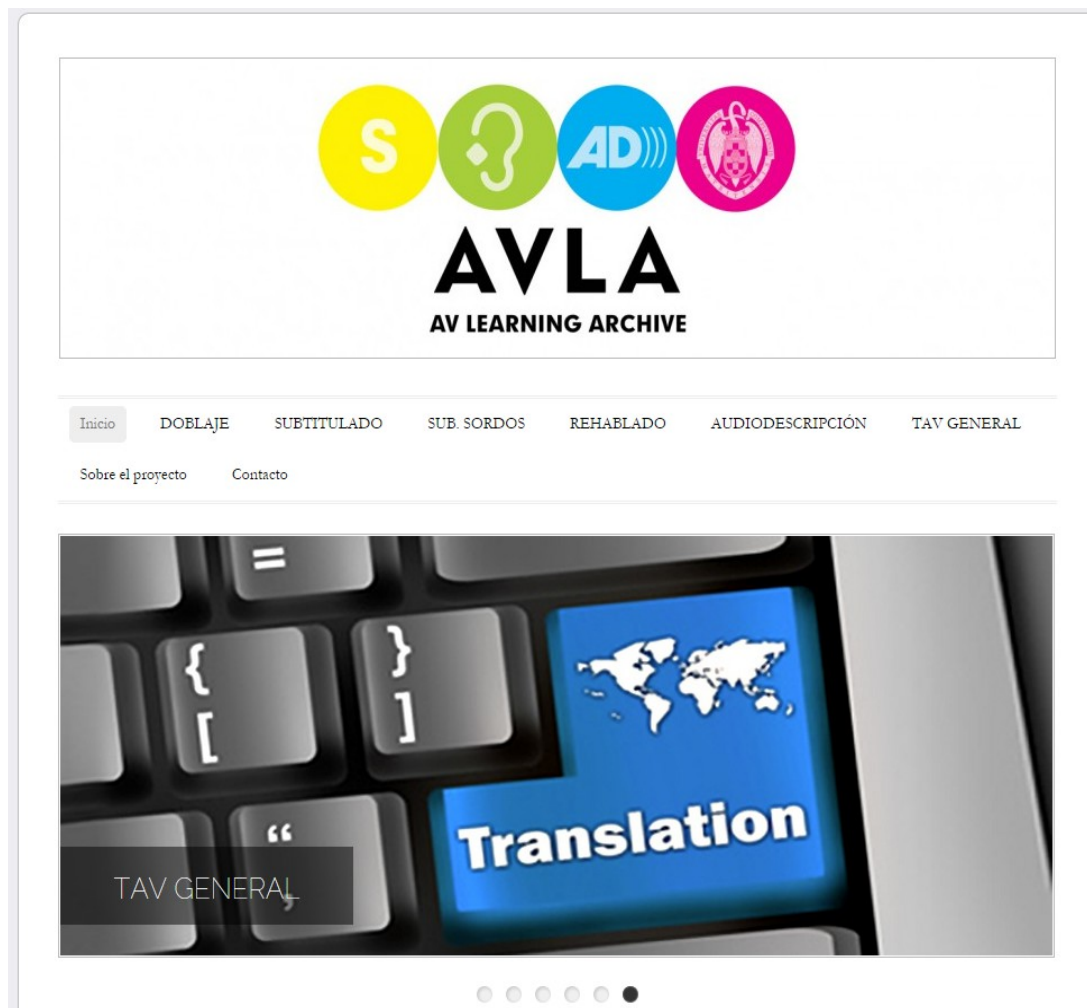 S
AD
AVLA
AV LEARNING ARCHIVE
Inicio DOBLAJE SUBTITULADO SUB. SORDOS REHABLADO AUDIODESCRIPCIÓN TAV GENERAL
Sobre el proyecto Contacto
=
{ }
[ ]
“
Translation
TAV GENERAL
,